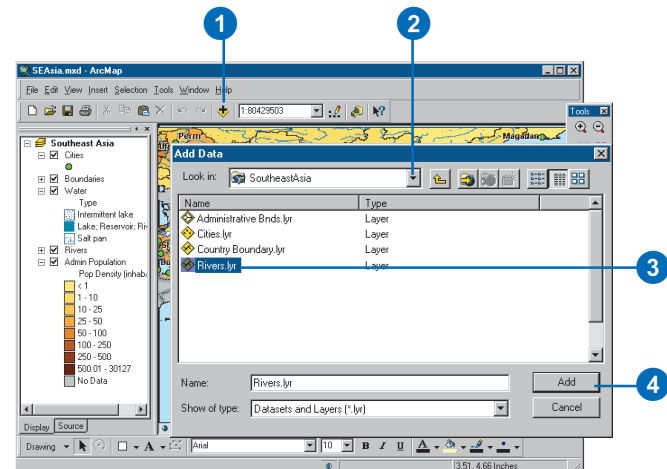 1
2
SEAsia.mxd - ArcMap
File Edit View Insert Selection Tools Window Help
1:80429503
Tools
Perm'
Magadan
Southeast Asia
Cities
Boundaries
Water
Type
Intermittent lake
Lake; Reservoir; Riv
Salt pan
Rivers
Admin Population
Pop Density (inhab
< 1
1 - 10
10 - 25
25 - 50
50 - 100
100 - 250
250 - 500
500.01 - 30127
No Data
Display Source
Add Data
Look in: SoutheastAsia
Name Type
Administrative Bnds.lyr Layer
Cities.lyr Layer
Country Boundary.lyr Layer
Rivers.lyr Layer
3
Name: Rivers.lyr Add
4
Show of type: Datasets and Layers (*.lyr) Cancel
Drawing A Arial 10 B I U A
3.51, 4.66 Inches